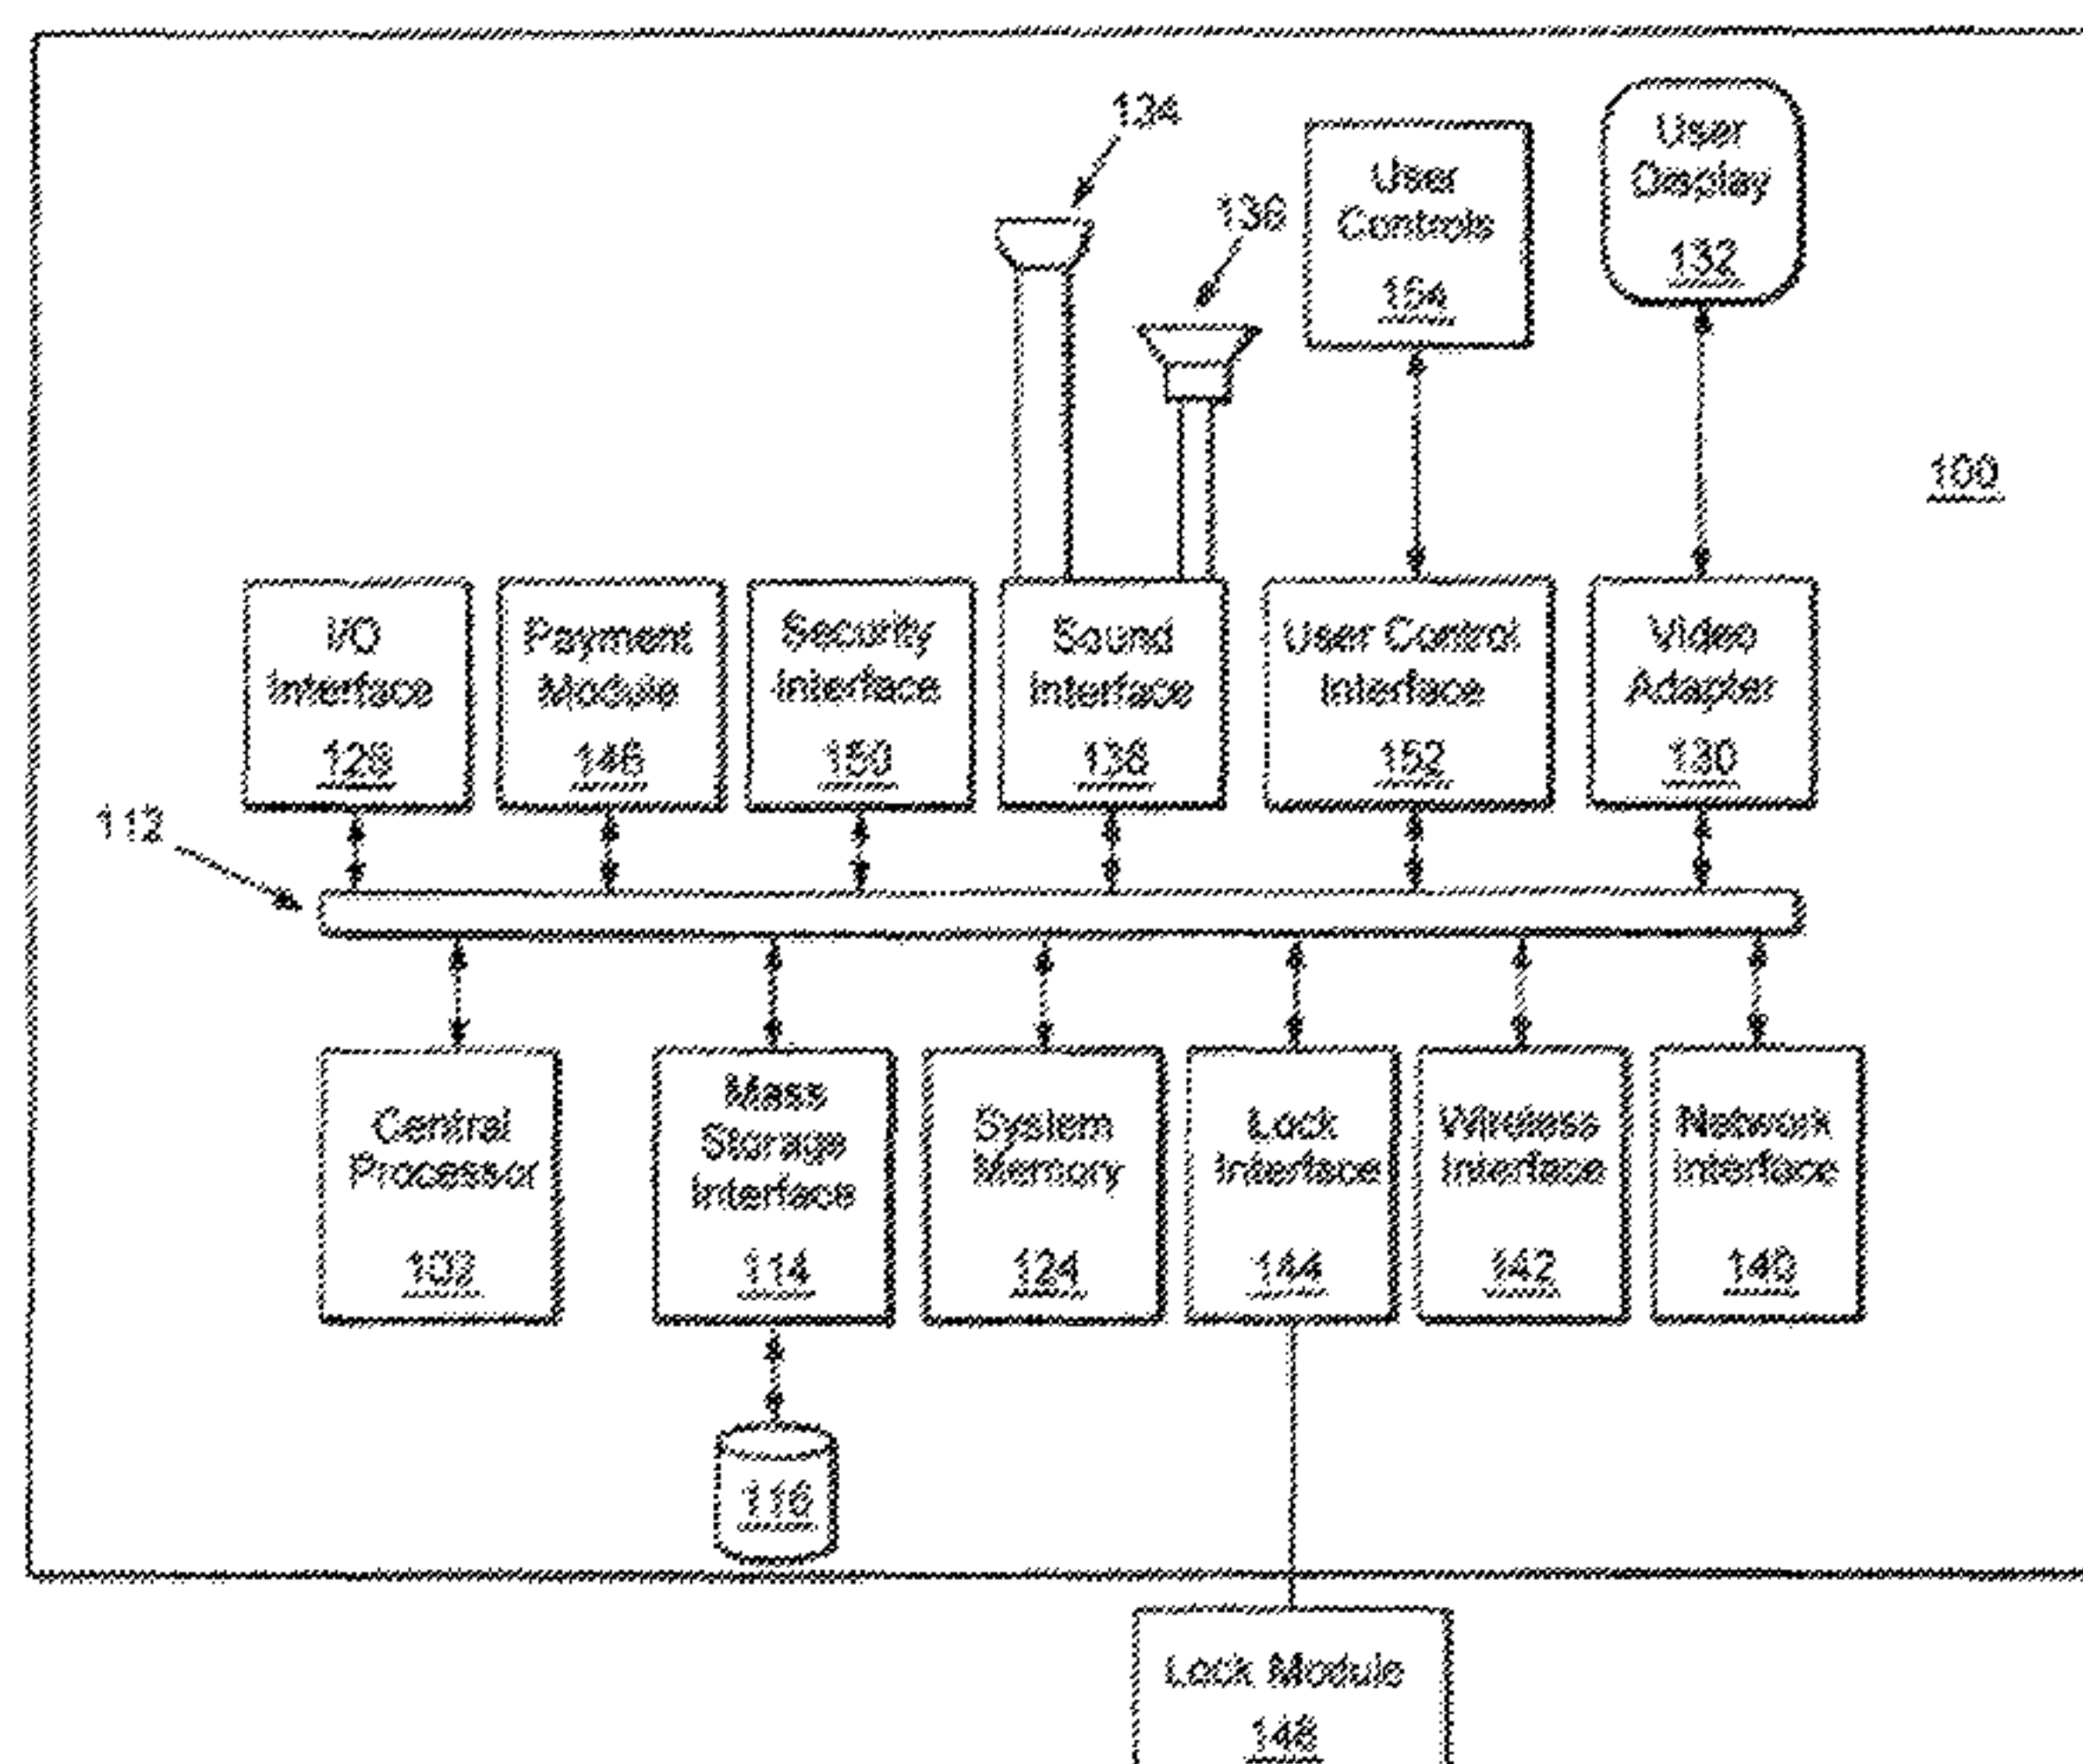 134
136
User
Controls
154
User
Display
132
100
I/O
Interface
128
Payment
Module
146
Security
Interface
150
Sound
Interface
138
User Control
Interface
152
Video
Adapter
130
112
Central
Processor
102
Mass
Storage
Interface
114
System
Memory
124
Lock
Interface
144
Wireless
Interface
142
Network
Interface
140
116
Lock Module
148